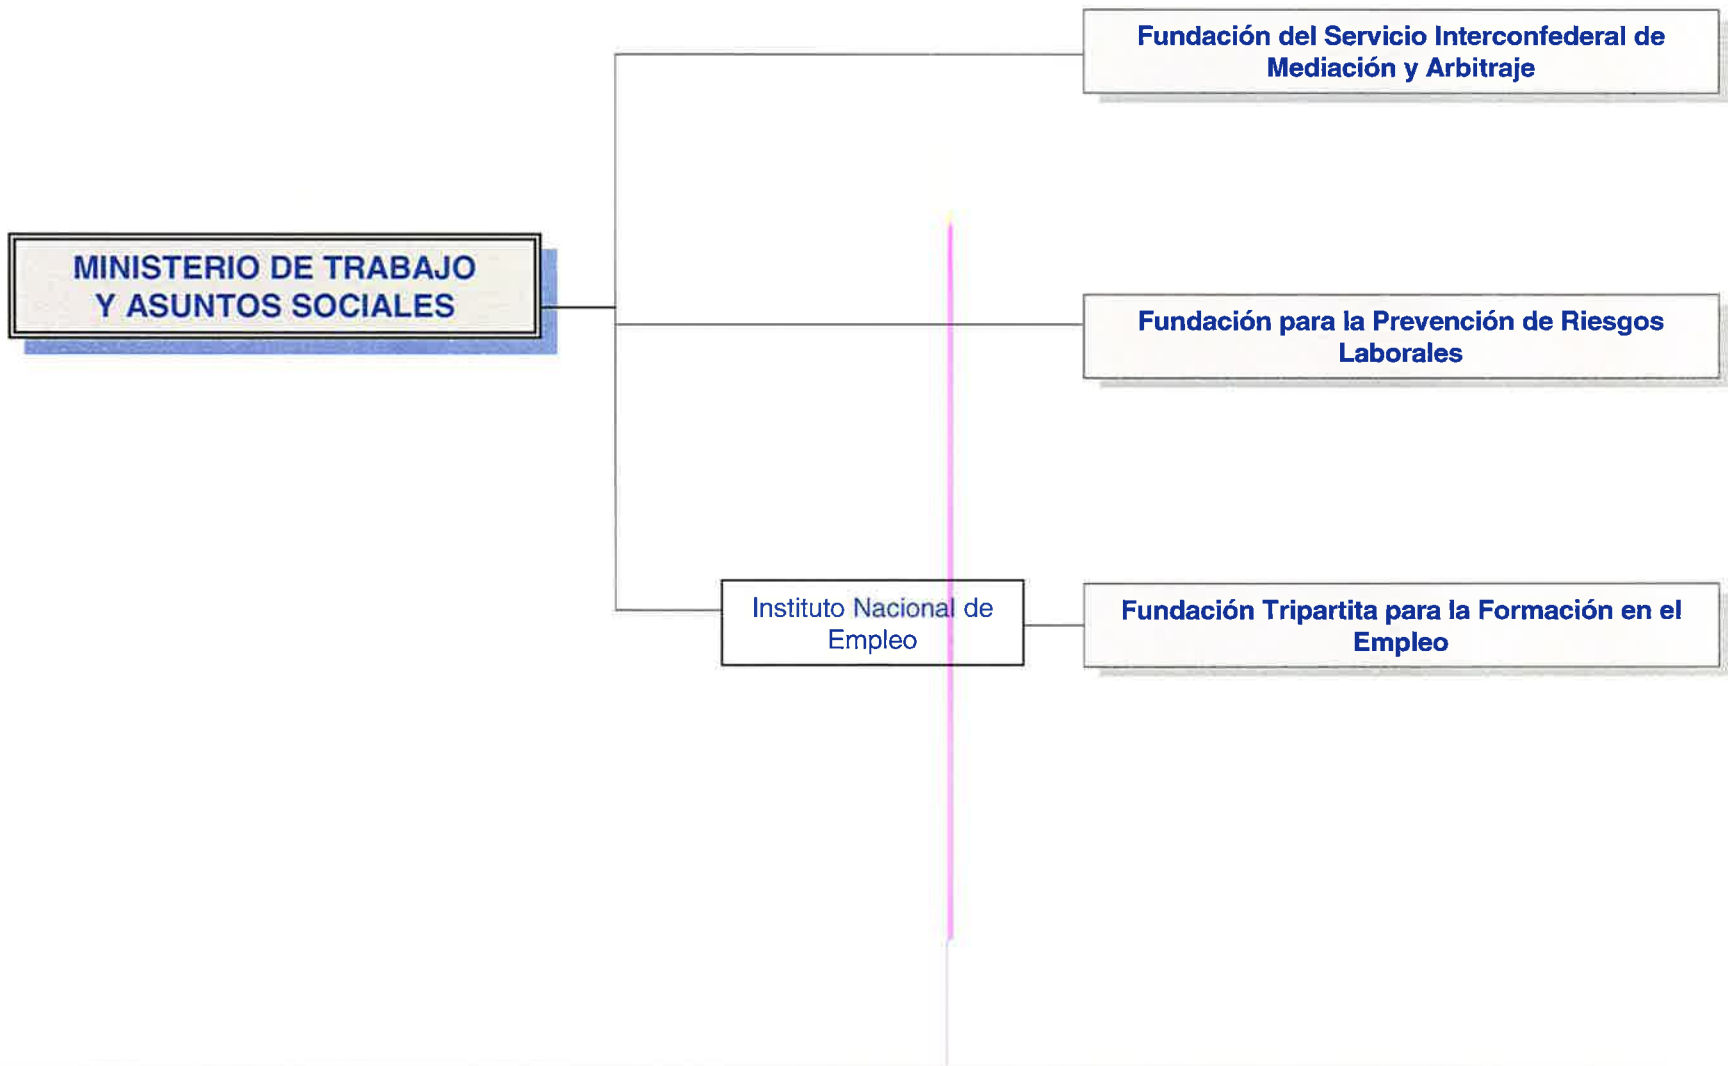 Fundación del Servicio Interconfederal de
Mediación y Arbitraje
MINISTERIO DE TRABAJO
Y ASUNTOS SOCIALES
Fundación para la Prevención de Riesgos
Laborales
Instituto Nacional de
Empleo
Fundación Tripartita para la Formación en el
Empleo